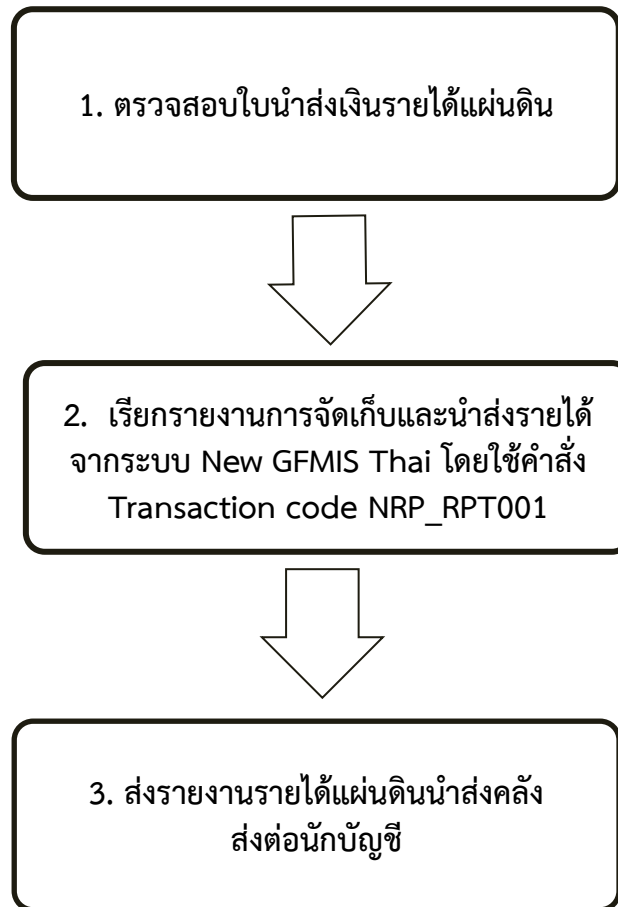 1. ตรวจสอบใบนำส่งเงินรายได้แผ่นดิน
2. เรียกรายงานการจัดเก็บและนำส่งรายได้
จากระบบ New GFMIS Thai โดยใช้คำสั่ง
Transaction code NRP_RPT001
3. ส่งรายงานรายได้แผ่นดินนำส่งคลัง
ส่งต่อนักบัญชี